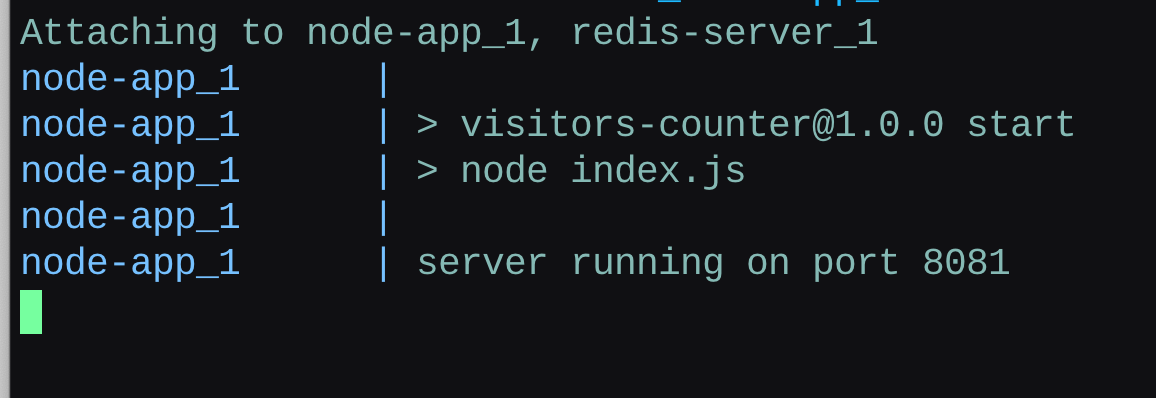 Attaching to node-app_1, redis-server_1
node-app_1 |
node-app_1 | > visitors-counter@1.0.0 start
node-app_1 | > node index.js
node-app_1 |
node-app_1 | server running on port 8081